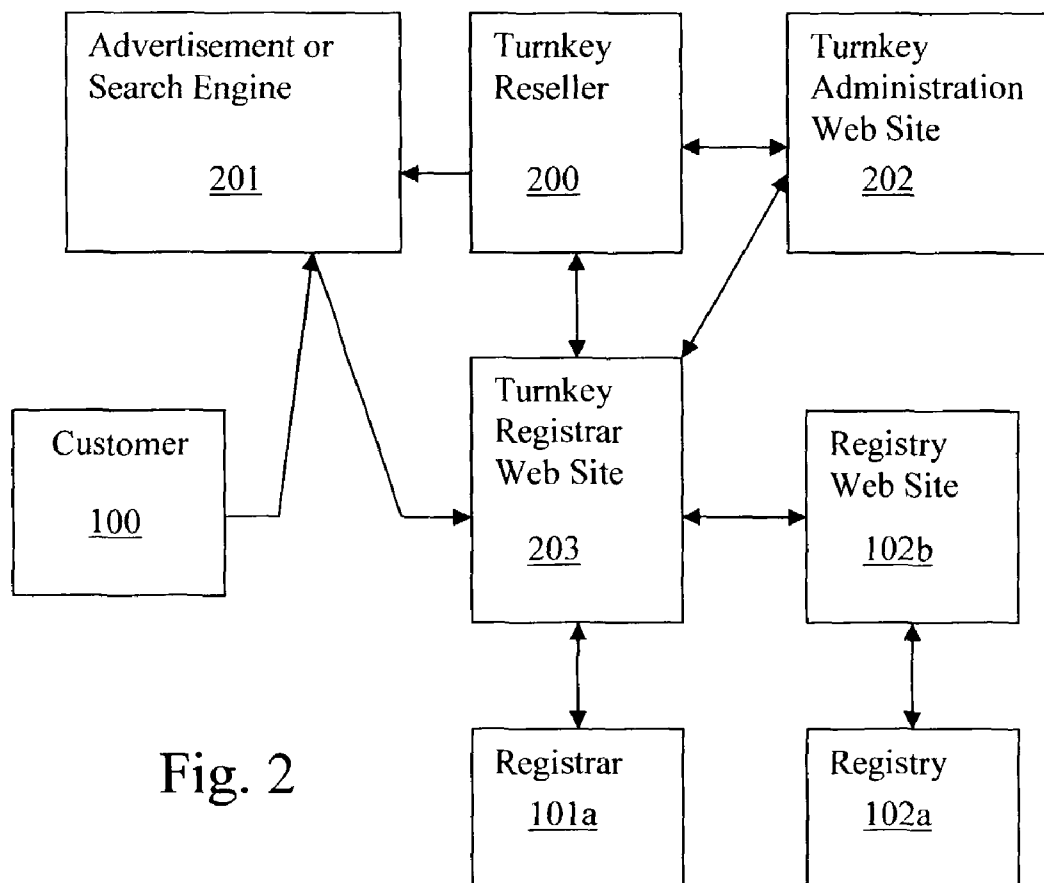 Advertisement or
Search Engine
201
Turnkey
Reseller
200
Turnkey
Administration
Web Site
202
Customer
100
Turnkey
Registrar
Web Site
203
Registry
Web Site
102b
Fig. 2
Registrar
101a
Registry
102a